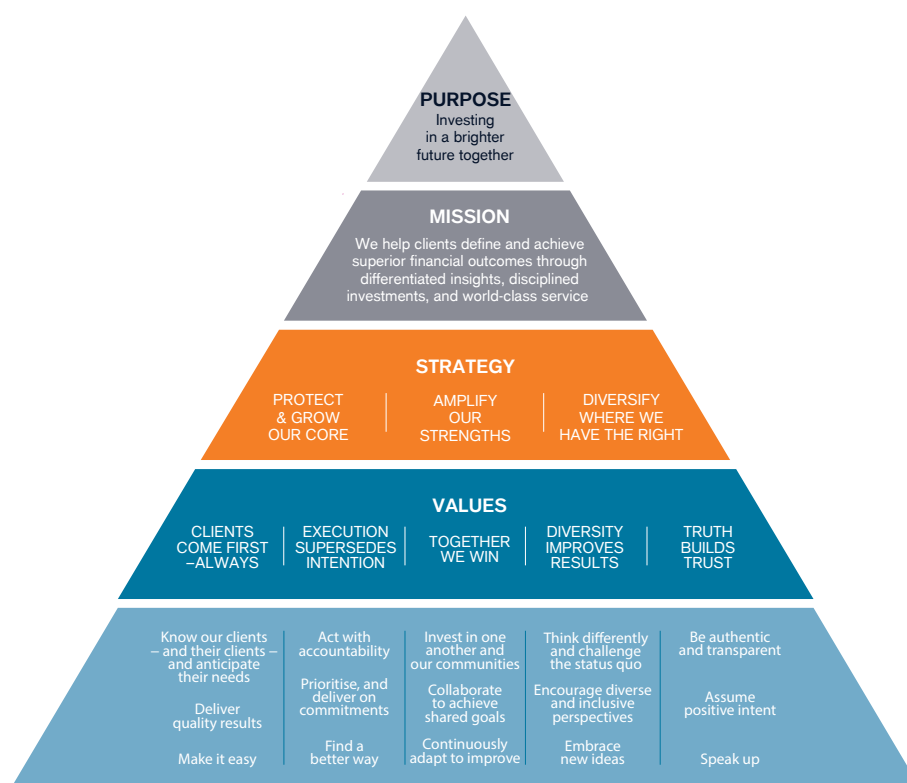 PURPOSE
Investing
in a brighter
future together
MISSION
We help clients define and achieve
superior financial outcomes through
differentiated insights, disciplined
investments, and world-class service
STRATEGY
PROTECT
& GROW
OUR CORE
AMPLIFY
OUR
STRENGTHS
DIVERSIFY
WHERE WE
HAVE THE RIGHT
VALUES
CLIENTS
COME FIRST
–ALWAYS
EXECUTION
SUPERSEDES
INTENTION
TOGETHER
WE WIN
DIVERSITY
IMPROVES
RESULTS
TRUTH
BUILDS
TRUST
Know our clients
– and their clients –
and anticipate
their needs
Deliver
quality results
Make it easy
Act with
accountability
Prioritise, and
deliver on
commitments
Find a
better way
Invest in one
another and
our communities
Collaborate
to achieve
shared goals
Continuously
adapt to improve
Think differently
and challenge
the status quo
Encourage diverse
and inclusive
perspectives
Embrace
new ideas
Be authentic
and transparent
Assume
positive intent
Speak up